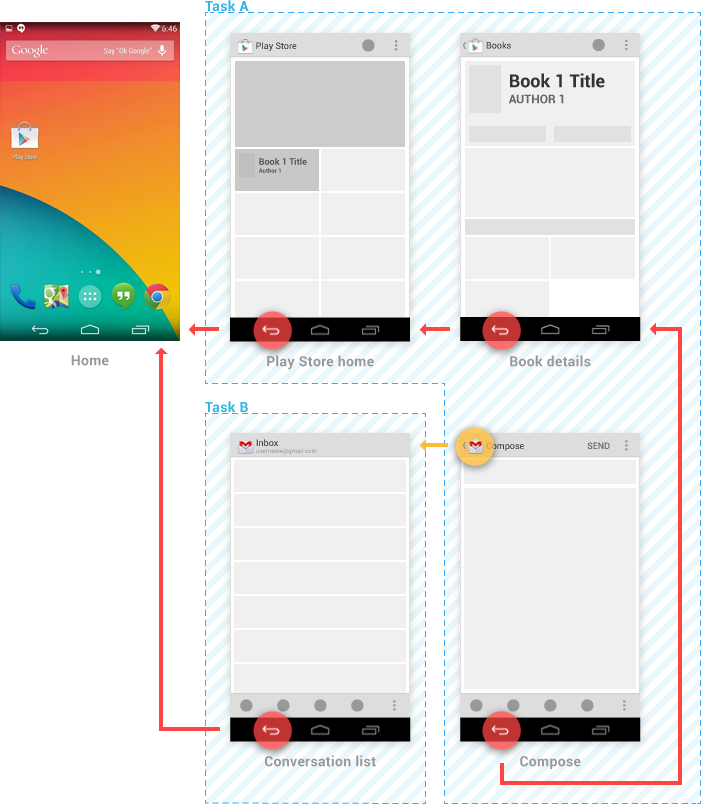 Task A
6:46
Google
Say "Ok Google"
Play Store
Home
Play Store
Book 1 Title
Author 1
Play Store home
Books
Book 1 Title
AUTHOR 1
Book details
Task B
Inbox
username@gmail.com
Conversation list
Compose
SEND
Compose